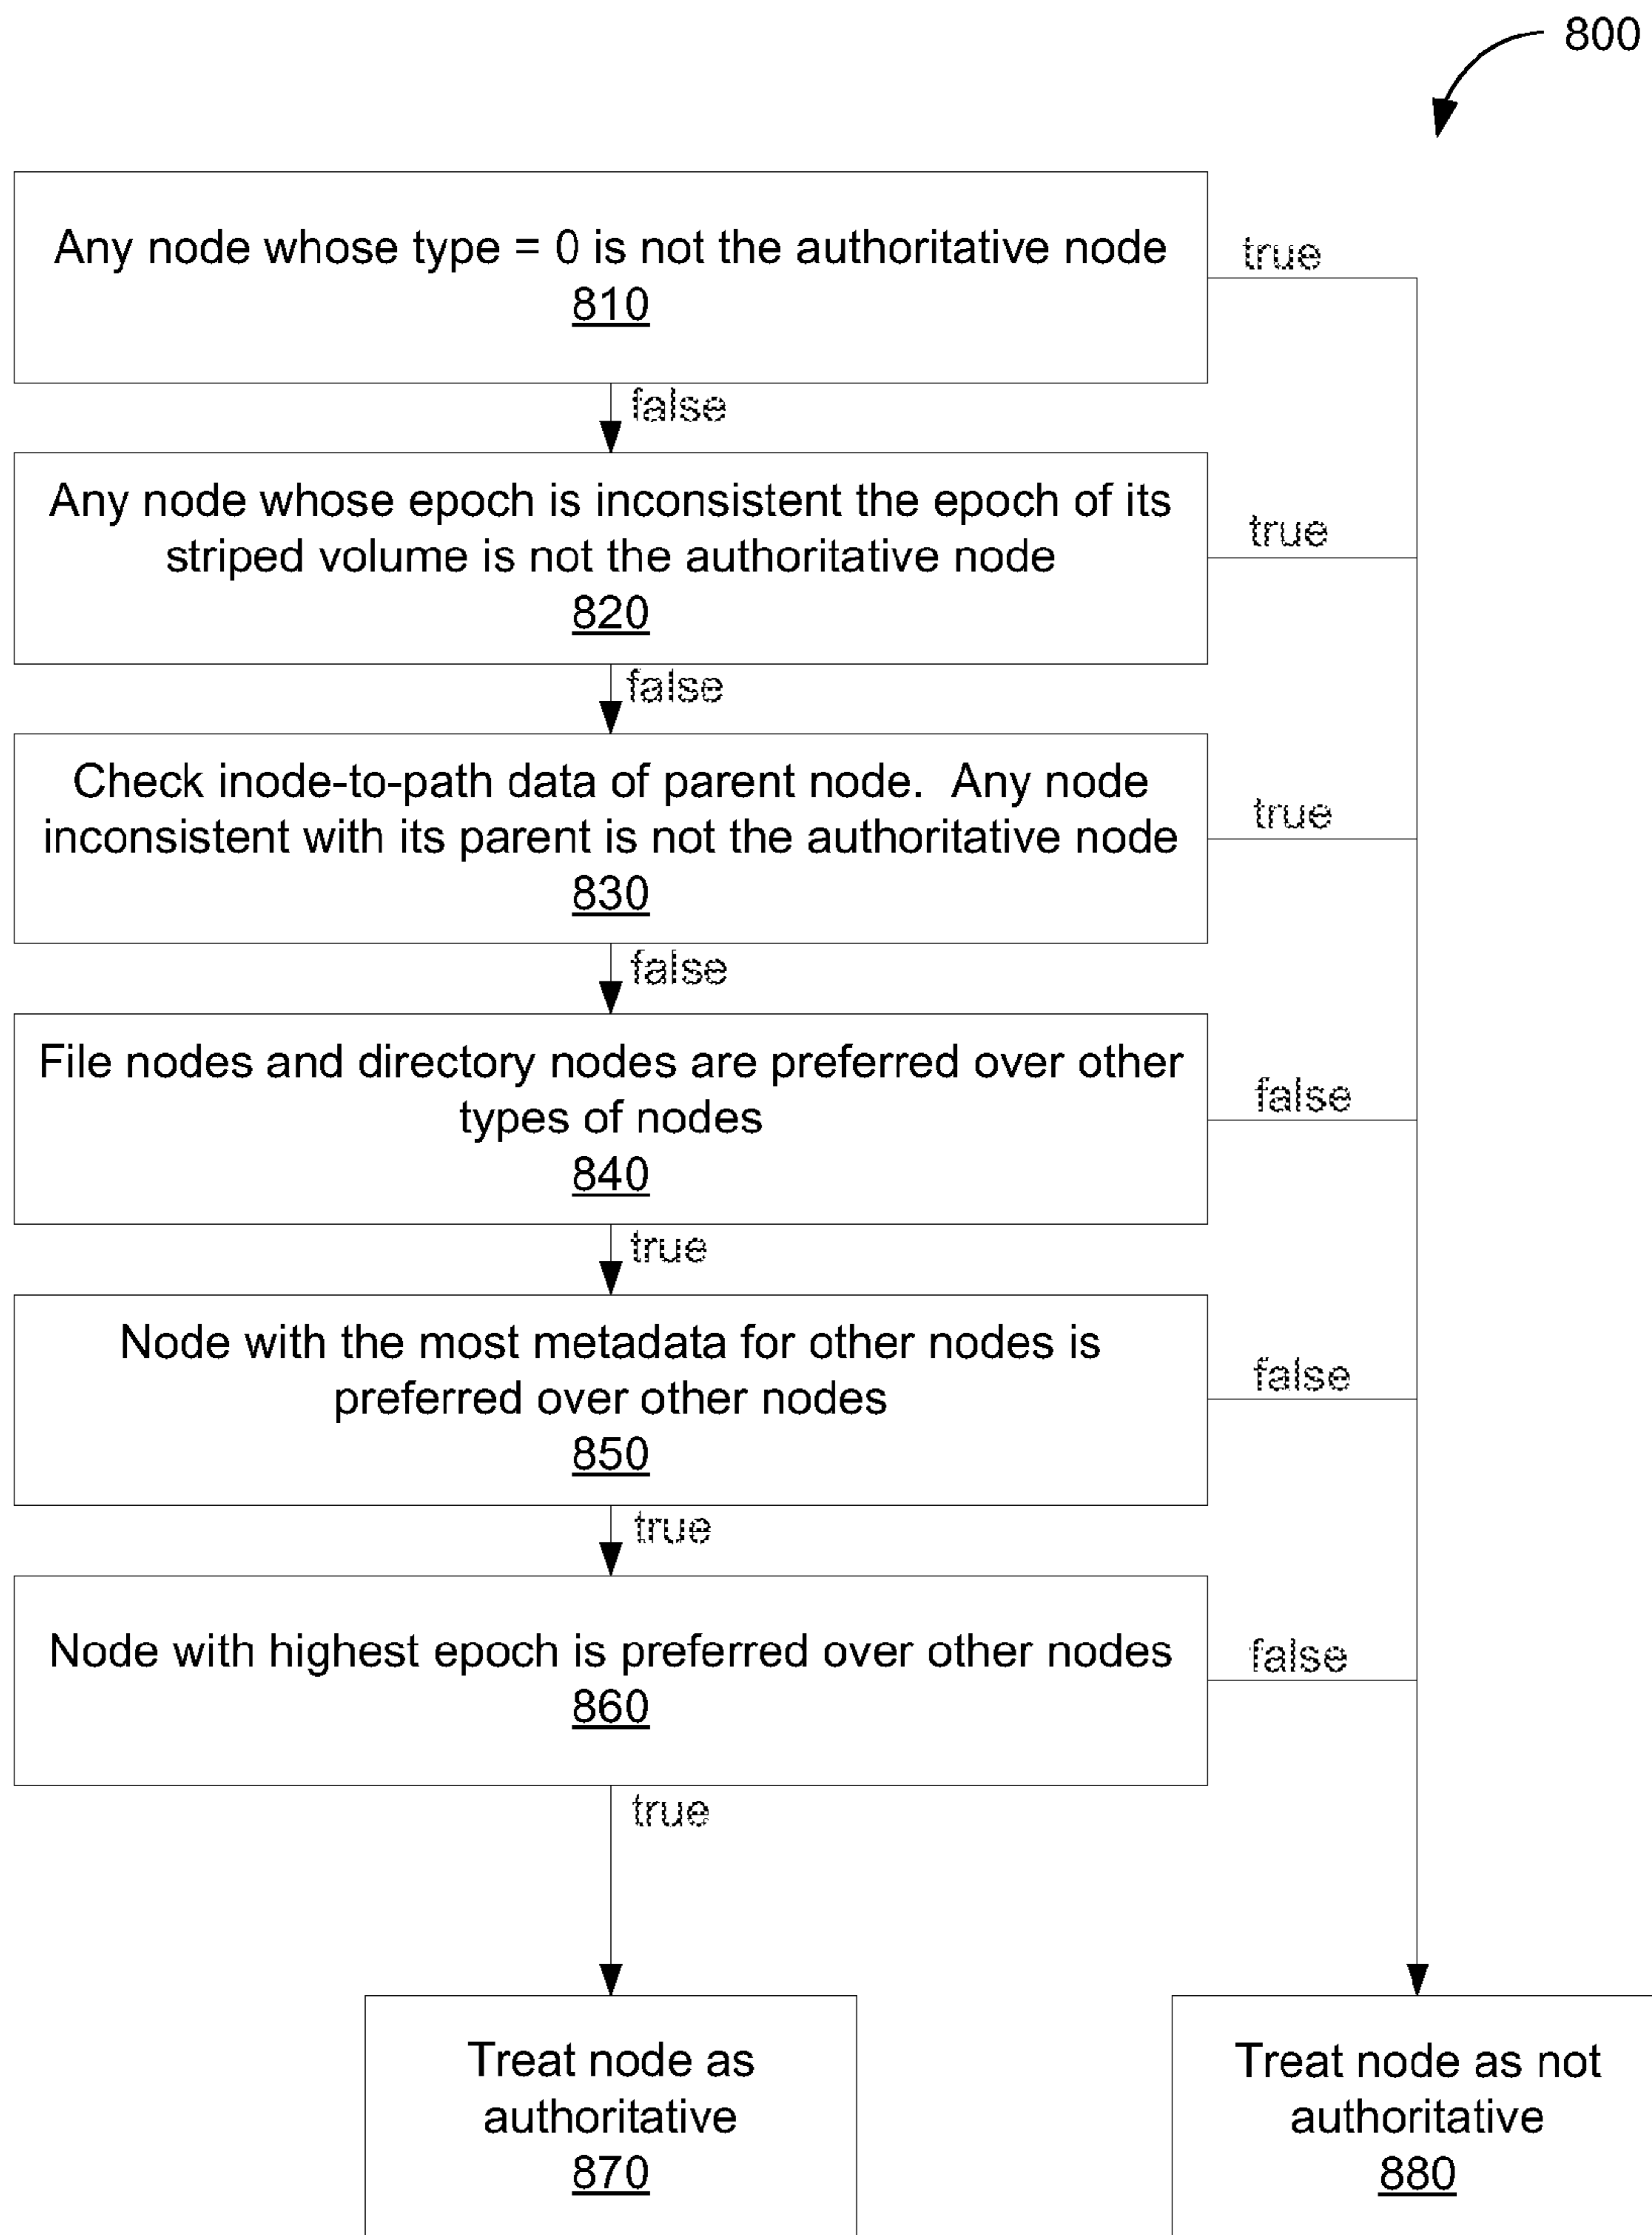 800
Any node whose type = 0 is not the authoritative node
810
true
false
Any node whose epoch is inconsistent the epoch of its
striped volume is not the authoritative node
820
true
false
Check inode-to-path data of parent node. Any node
inconsistent with its parent is not the authoritative node
830
true
false
File nodes and directory nodes are preferred over other
types of nodes
840
false
true
Node with the most metadata for other nodes is
preferred over other nodes
850
false
true
Node with highest epoch is preferred over other nodes
860
false
true
Treat node as
authoritative
870
Treat node as not
authoritative
880